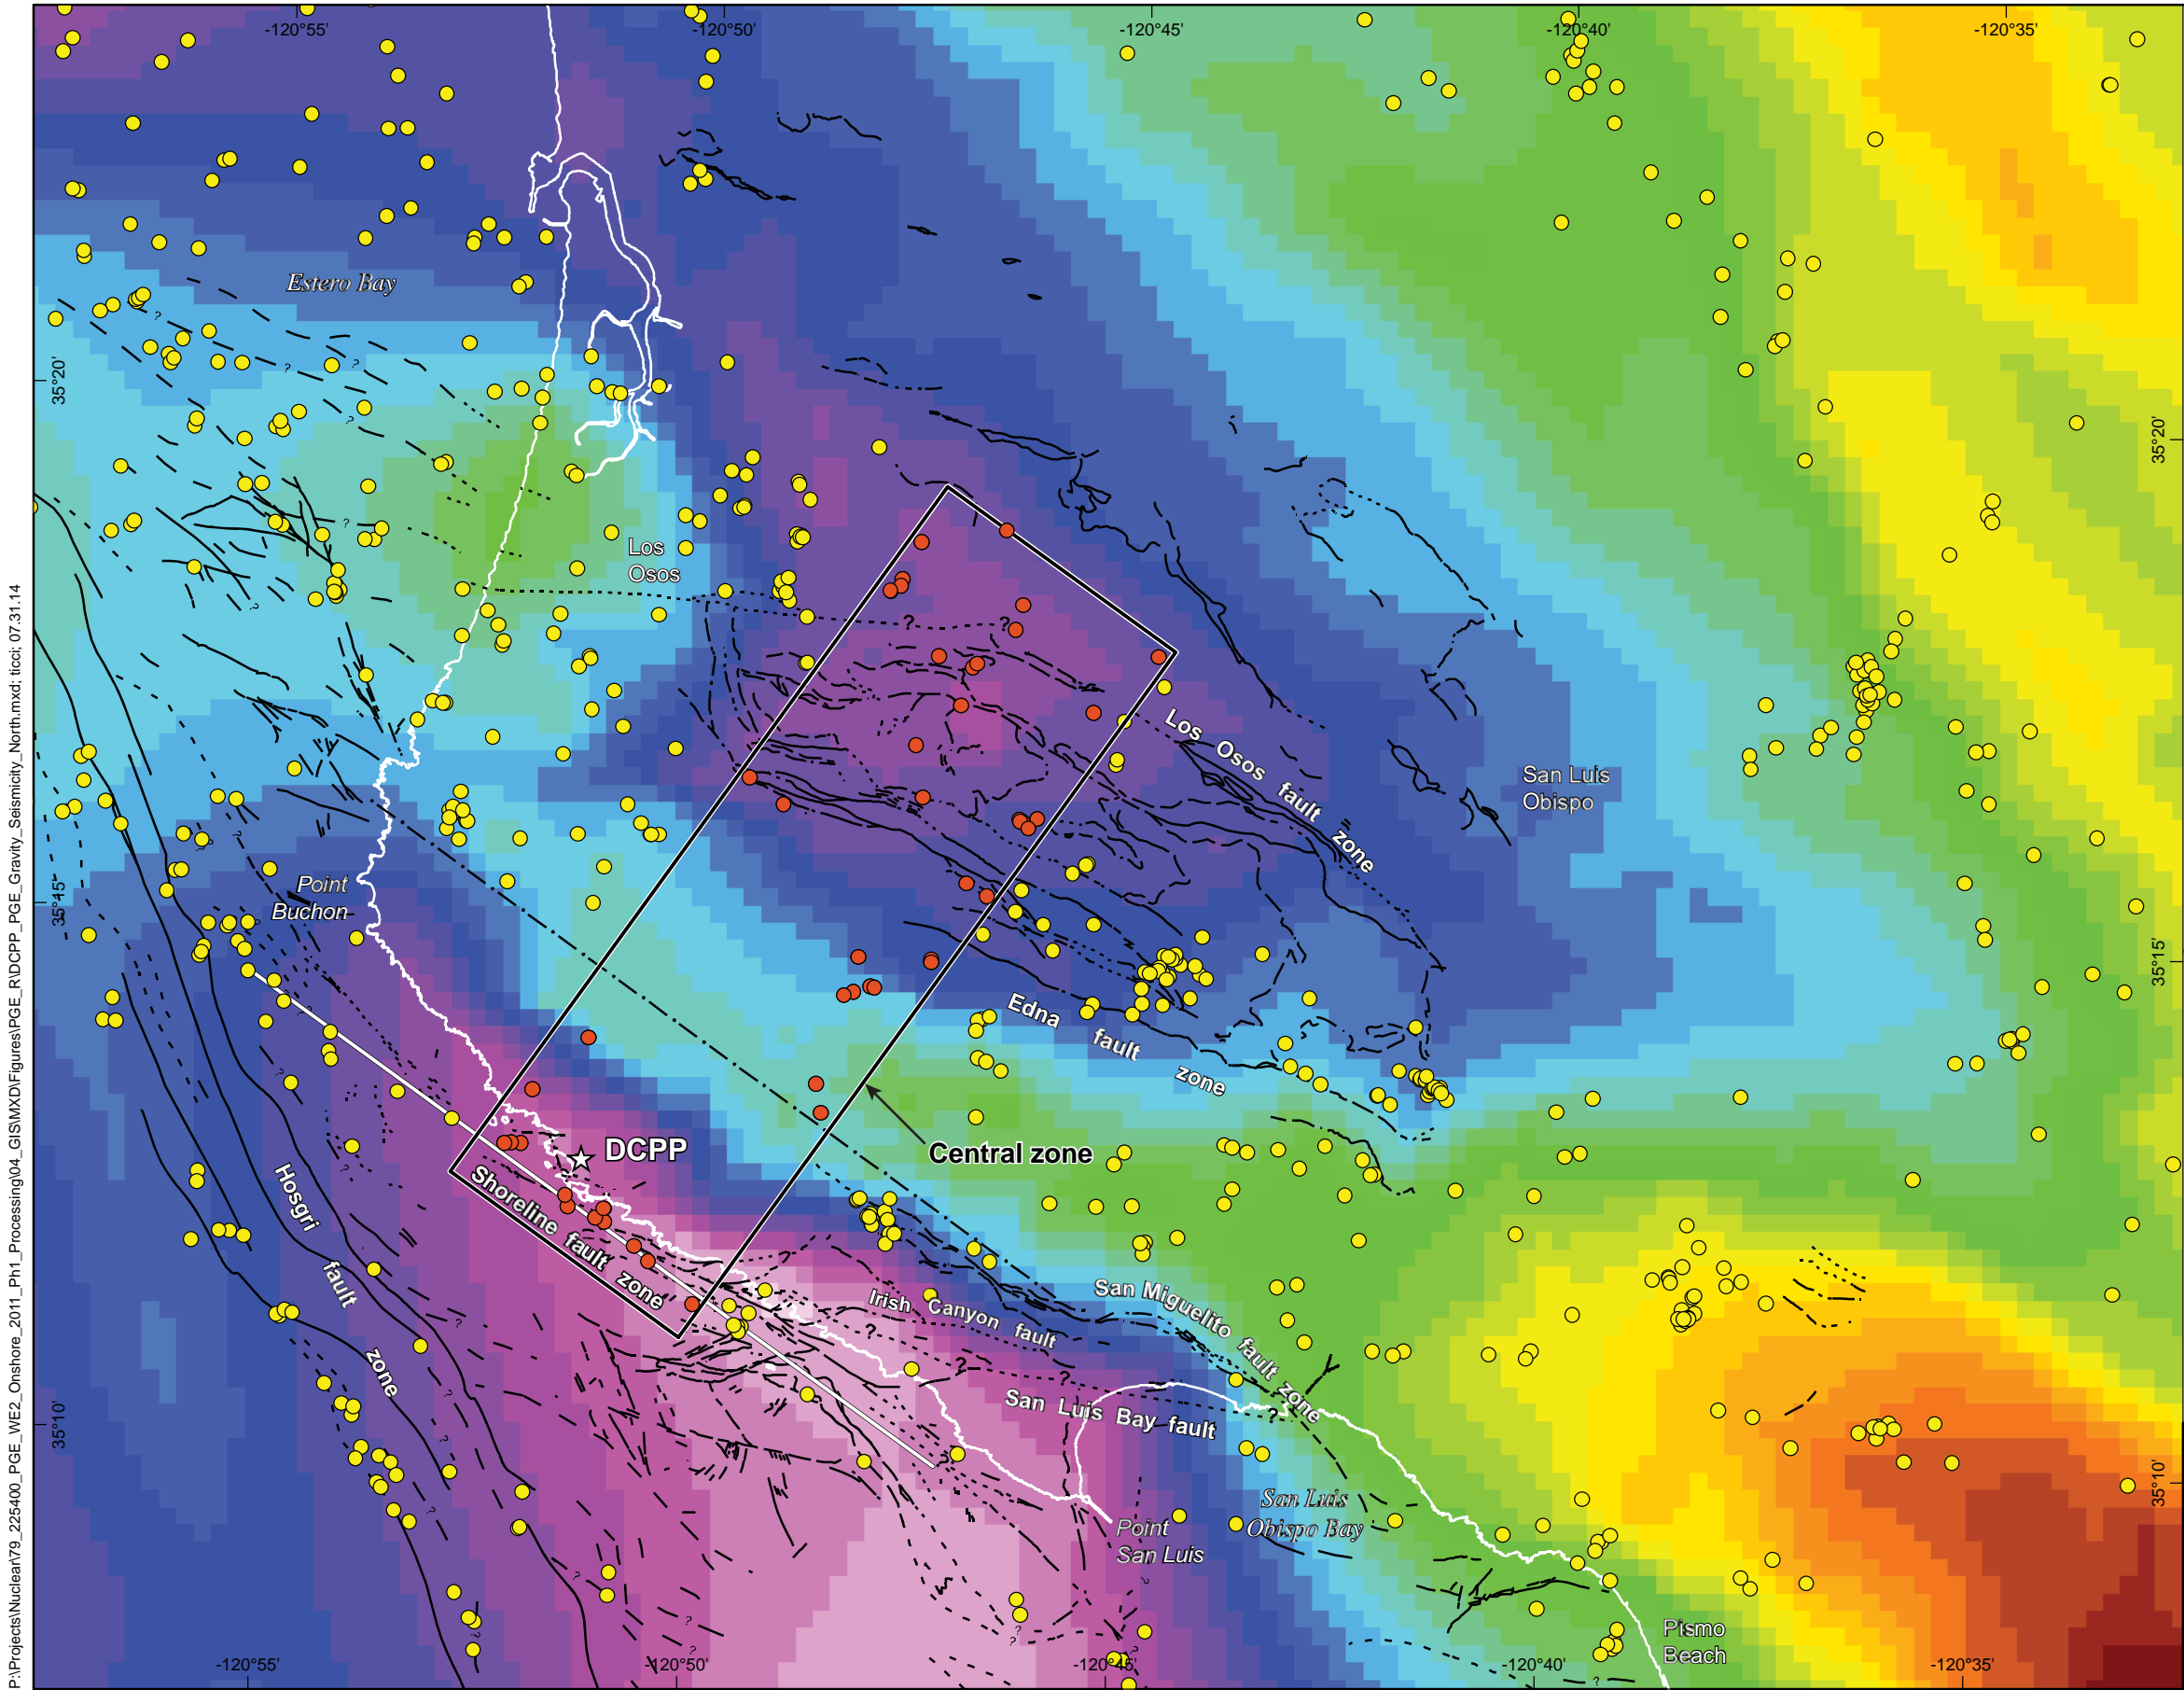 -120°55'
-120°50'
-120°45'
-120°40'
-120°35'
Estero Bay
35°20'
35°20'
Los
Osos
Los Osos fault zone
San Luis
Obispo
Point
Buchon
35°15'
35°15'
Edna fault zone
DCPP
Central zone
Shoreline fault zone
Hosgri fault zone
Irish Canyon fault
San Miguelito fault zone
San Luis Bay fault
35°10'
35°10'
San Luis
Obispo Bay
Point
San Luis
Pismo
Beach
-120°55'
-120°50'
-120°45'
-120°40'
-120°35'
P:\Projects\Nuclear\79_225400_PGE_WE2_Onshore_2011_Ph1_Processing\04_GIS\MXD\Figures\PGE_R\DCPP_PGE_Gravity_Seismicity_North.mxd; ticci; 07.31.14